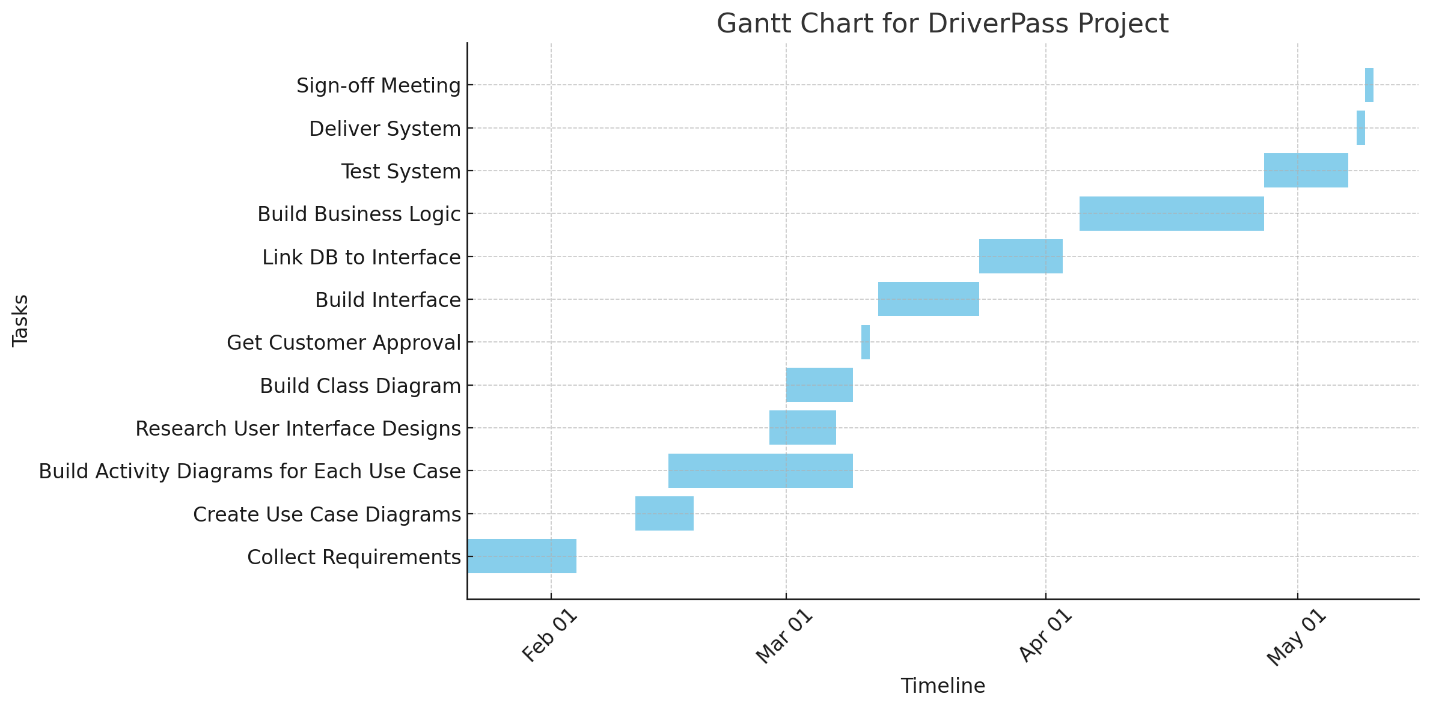 Gantt Chart for DriverPass Project
Sign-off Meeting
Deliver System
Test System
Build Business Logic
Link DB to Interface
Build Interface
Get Customer Approval
Build Class Diagram
Research User Interface Designs
Build Activity Diagrams for Each Use Case
Create Use Case Diagrams
Collect Requirements
Tasks
Feb 01
Mar 01
Apr 01
May 01
Timeline